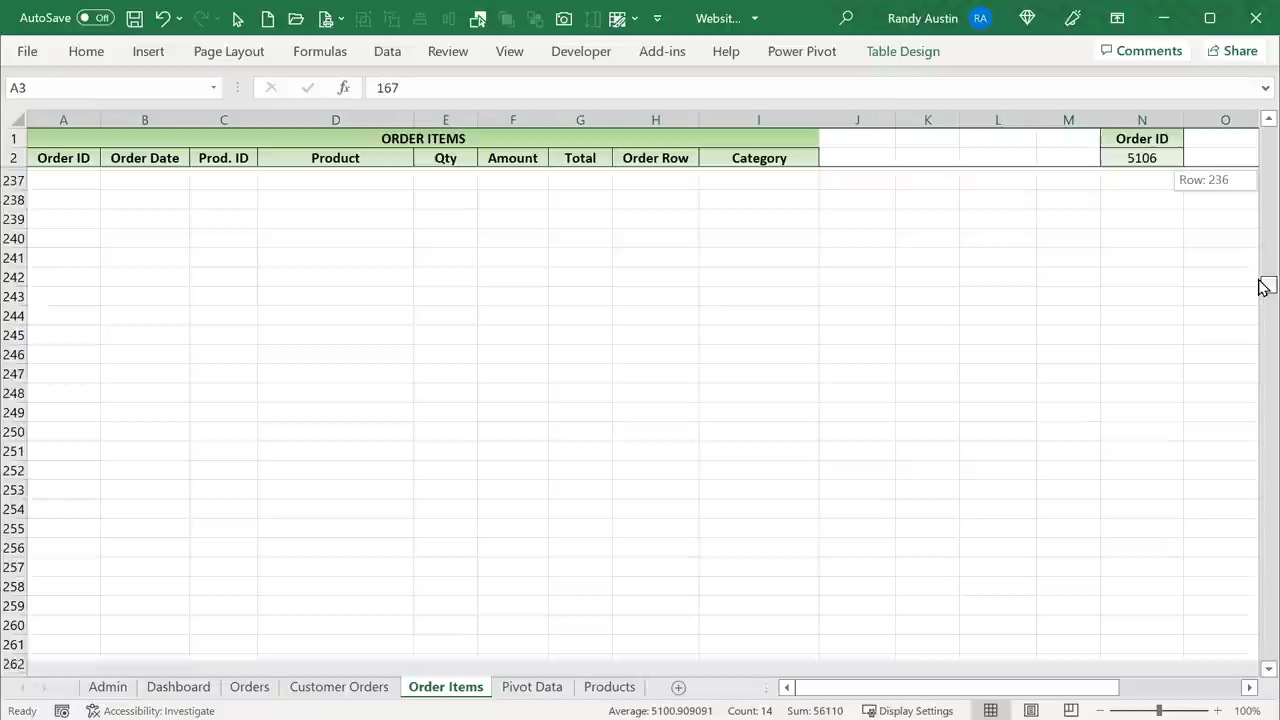 AutoSave Off Websit... Randy Austin RA
File Home Insert Page Layout Formulas Data Review View Developer Add-ins Help Power Pivot Table Design Comments Share
A3 fx 167
A B C D E F G H I J K L M N O
1 ORDER ITEMS Order ID
2 Order ID Order Date Prod. ID Product Qty Amount Total Order Row Category 5106
237 Row: 236
238
239
240
241
242
243
244
245
246
247
248
249
250
251
252
253
254
255
256
257
258
259
260
261
262
Admin Dashboard Orders Customer Orders Order Items Pivot Data Products
Ready Accessibility: Investigate Average: 5100.909091 Count: 14 Sum: 56110 Display Settings 100%